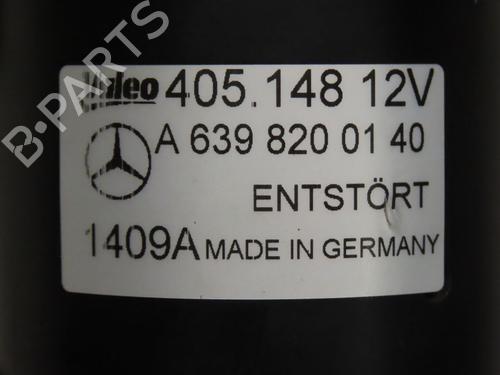 B-PARTS
Valeo 405.148 12V
A 639 820 01 40
ENTSTÖRT
1409A MADE IN GERMANY